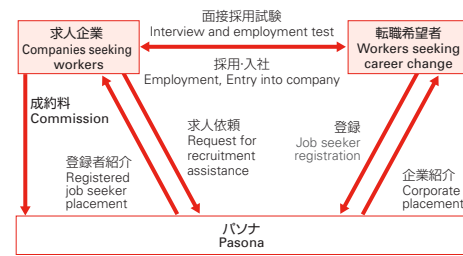 面接採用試験
Interview and employment test
求人企業
Companies seeking
workers
転職希望者
Workers seeking
career change
採用·入社
Employment, Entry into company
成約料
Commission
求人依頼
Request for
recruitment
assistance
登録
Job seeker
registration
登録者紹介
Registered
job seeker
placement
企業紹介
Corporate
placement
パソナ
Pasona